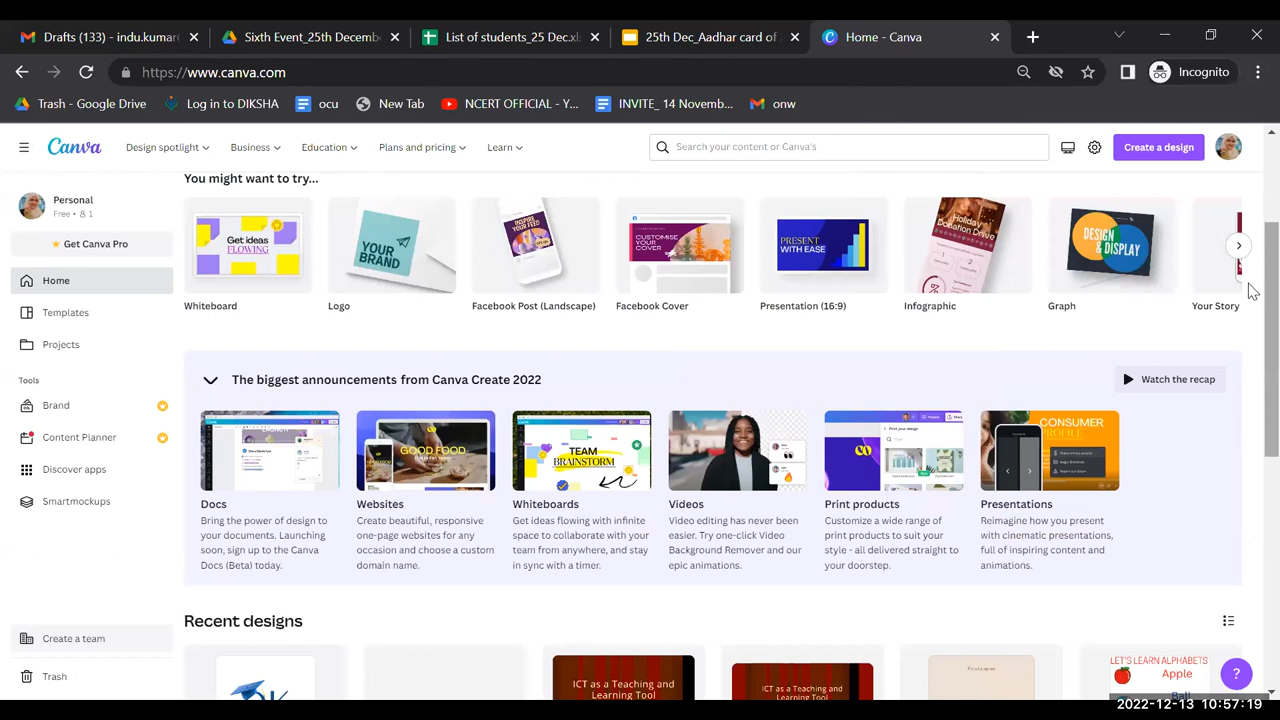 Drafts (133) - indu.kumar
Sixth Event_25th Decemb
List of students_25 Dec.xl
25th Dec_Aadhar card of
Home - Canva
https://www.canva.com
Incognito
Trash - Google Drive
Log in to DIKSHA
ocu
New Tab
NCERT OFFICIAL - Y...
INVITE_ 14 Novemb...
onw
Canva
Design spotlight
Business
Education
Plans and pricing
Learn
Search your content or Canva's
Create a design
Personal
Free • 1
Get Canva Pro
Home
Templates
Projects
Tools
Brand
Content Planner
Discover apps
Smartmockups
Create a team
Trash
You might want to try...
Get ideas
FLOWING
YOUR
BRAND
INSPIRE
YOUR FEED
CUSTOMISE
YOUR
COVER
PRESENT
WITH EASE
Holiday
Donation Drive
DESIGN
& DISPLAY
Whiteboard
Logo
Facebook Post (Landscape)
Facebook Cover
Presentation (16:9)
Infographic
Graph
Your Story
The biggest announcements from Canva Create 2022
Watch the recap
GOOD FOOD
TEAM
BRAINSTORM
Print your design
CONSUMER
PROFILE
Docs
Bring the power of design to
your documents. Launching
soon, sign up to the Canva
Docs (Beta) today.
Websites
Create beautiful, responsive
one-page websites for any
occasion and choose a custom
domain name.
Whiteboards
Get ideas flowing with infinite
space to collaborate with your
team from anywhere, and stay
in sync with a timer.
Videos
Video editing has never been
easier. Try one-click Video
Background Remover and our
epic animations.
Print products
Customize a wide range of
print products to suit your
style - all delivered straight to
your doorstep.
Presentations
Reimagine how you present
with cinematic presentations,
full of inspiring content and
animations.
Recent designs
ICT as a Teaching and
Learning Tool
ICT as a Teaching and
Learning Tool
LET'S LEARN ALPHABETS
Apple
Ball
?
2022-12-13 10:57:19